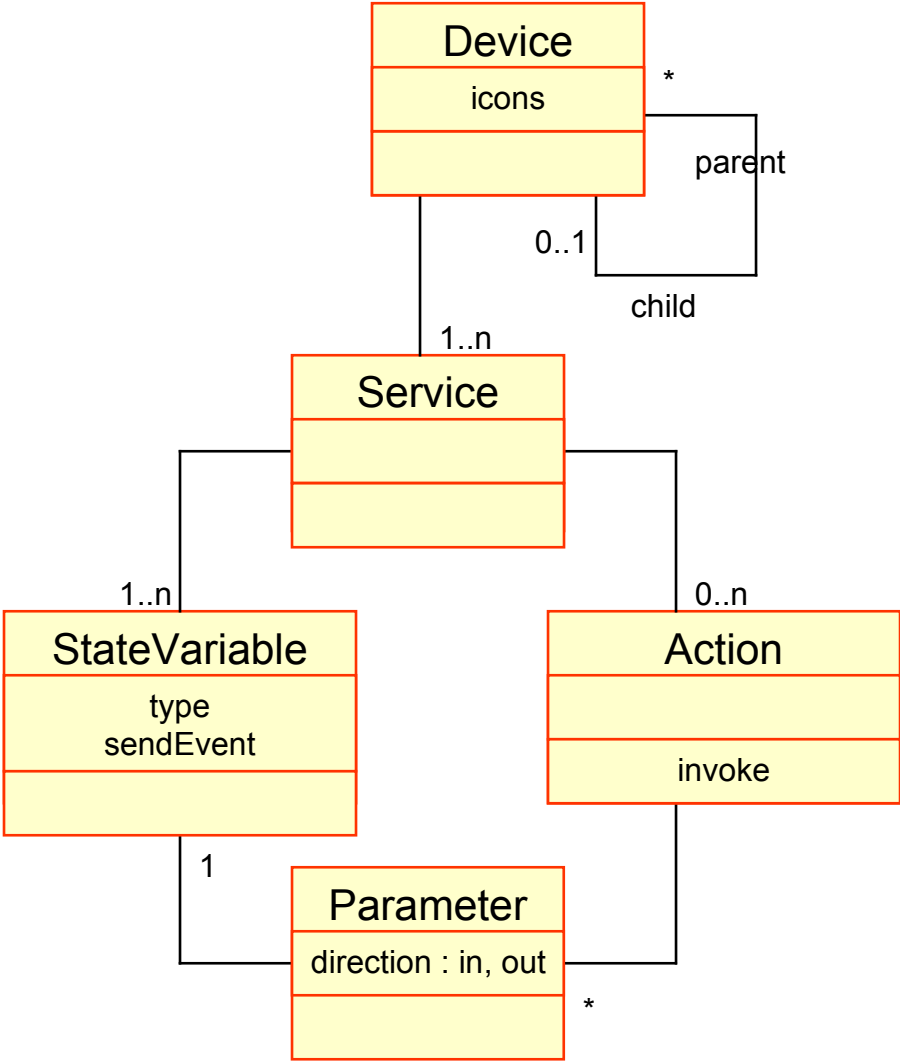 Device
*
icons
parent
0..1
child
1..n
Service
1..n
0..n
StateVariable
Action
type
sendEvent
invoke
1
Parameter
direction : in, out
*